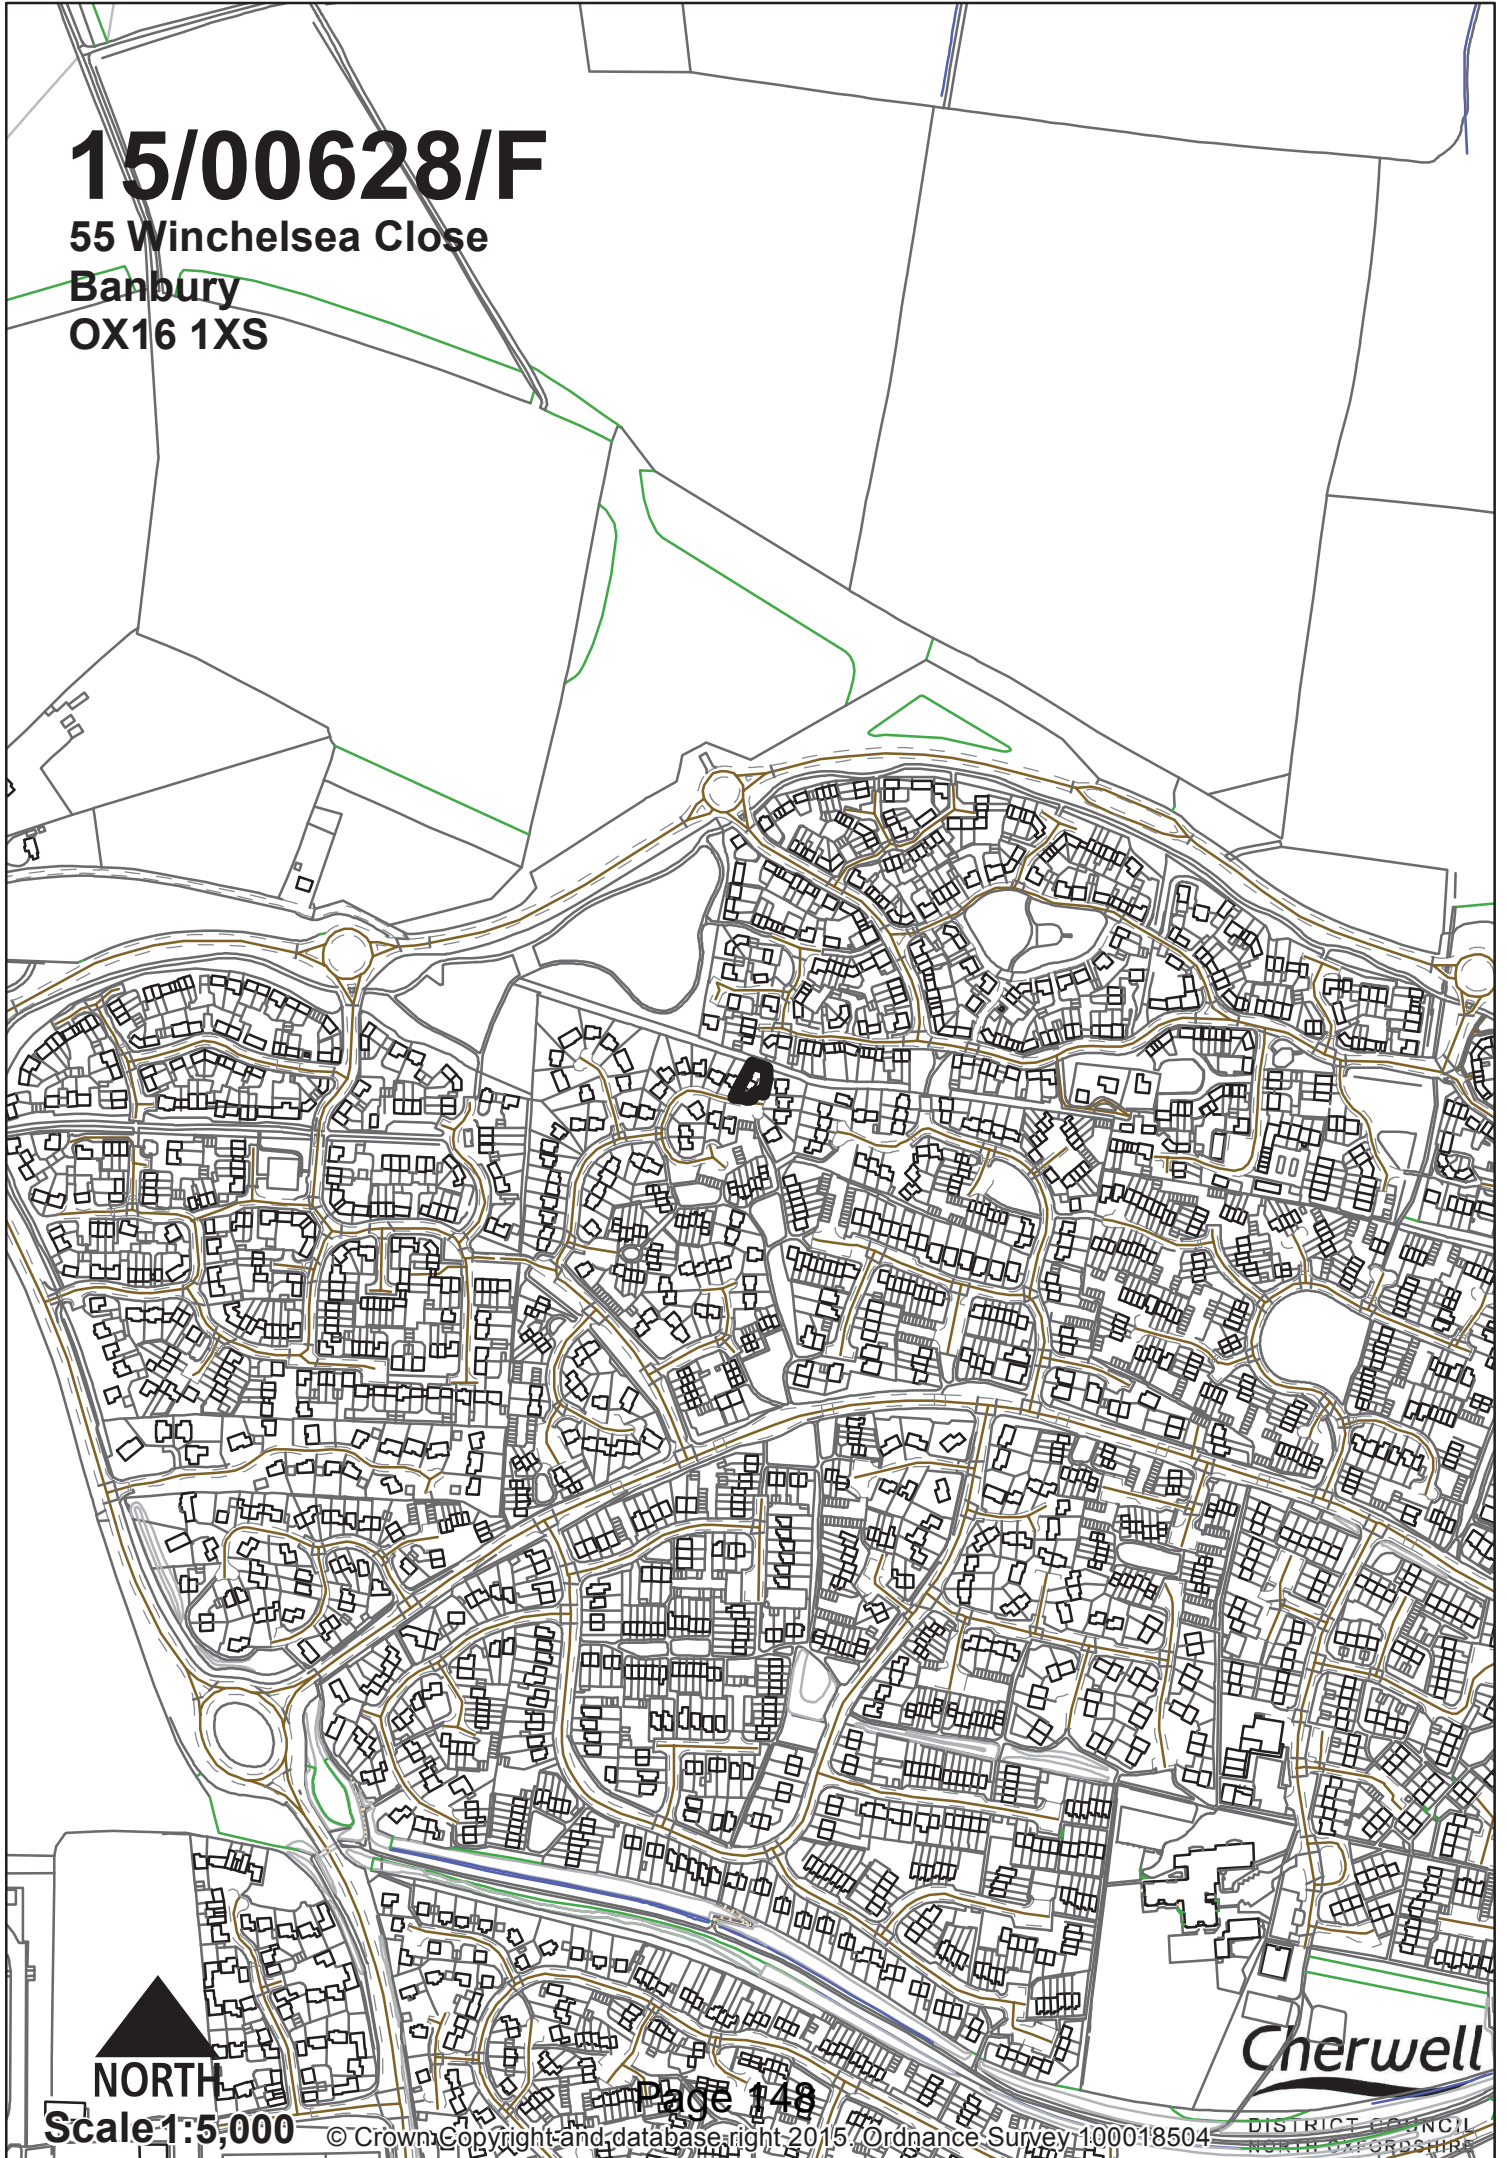 15/00628/F
55 Winchelsea Close
Banbury
OX16 1XS
NORTH
Scale 1:5,000
Page 148
© Crown Copyright and database right 2015. Ordnance Survey 100018504
Cherwell
DISTRICT COUNCIL
NORTH OXFORDSHIRE